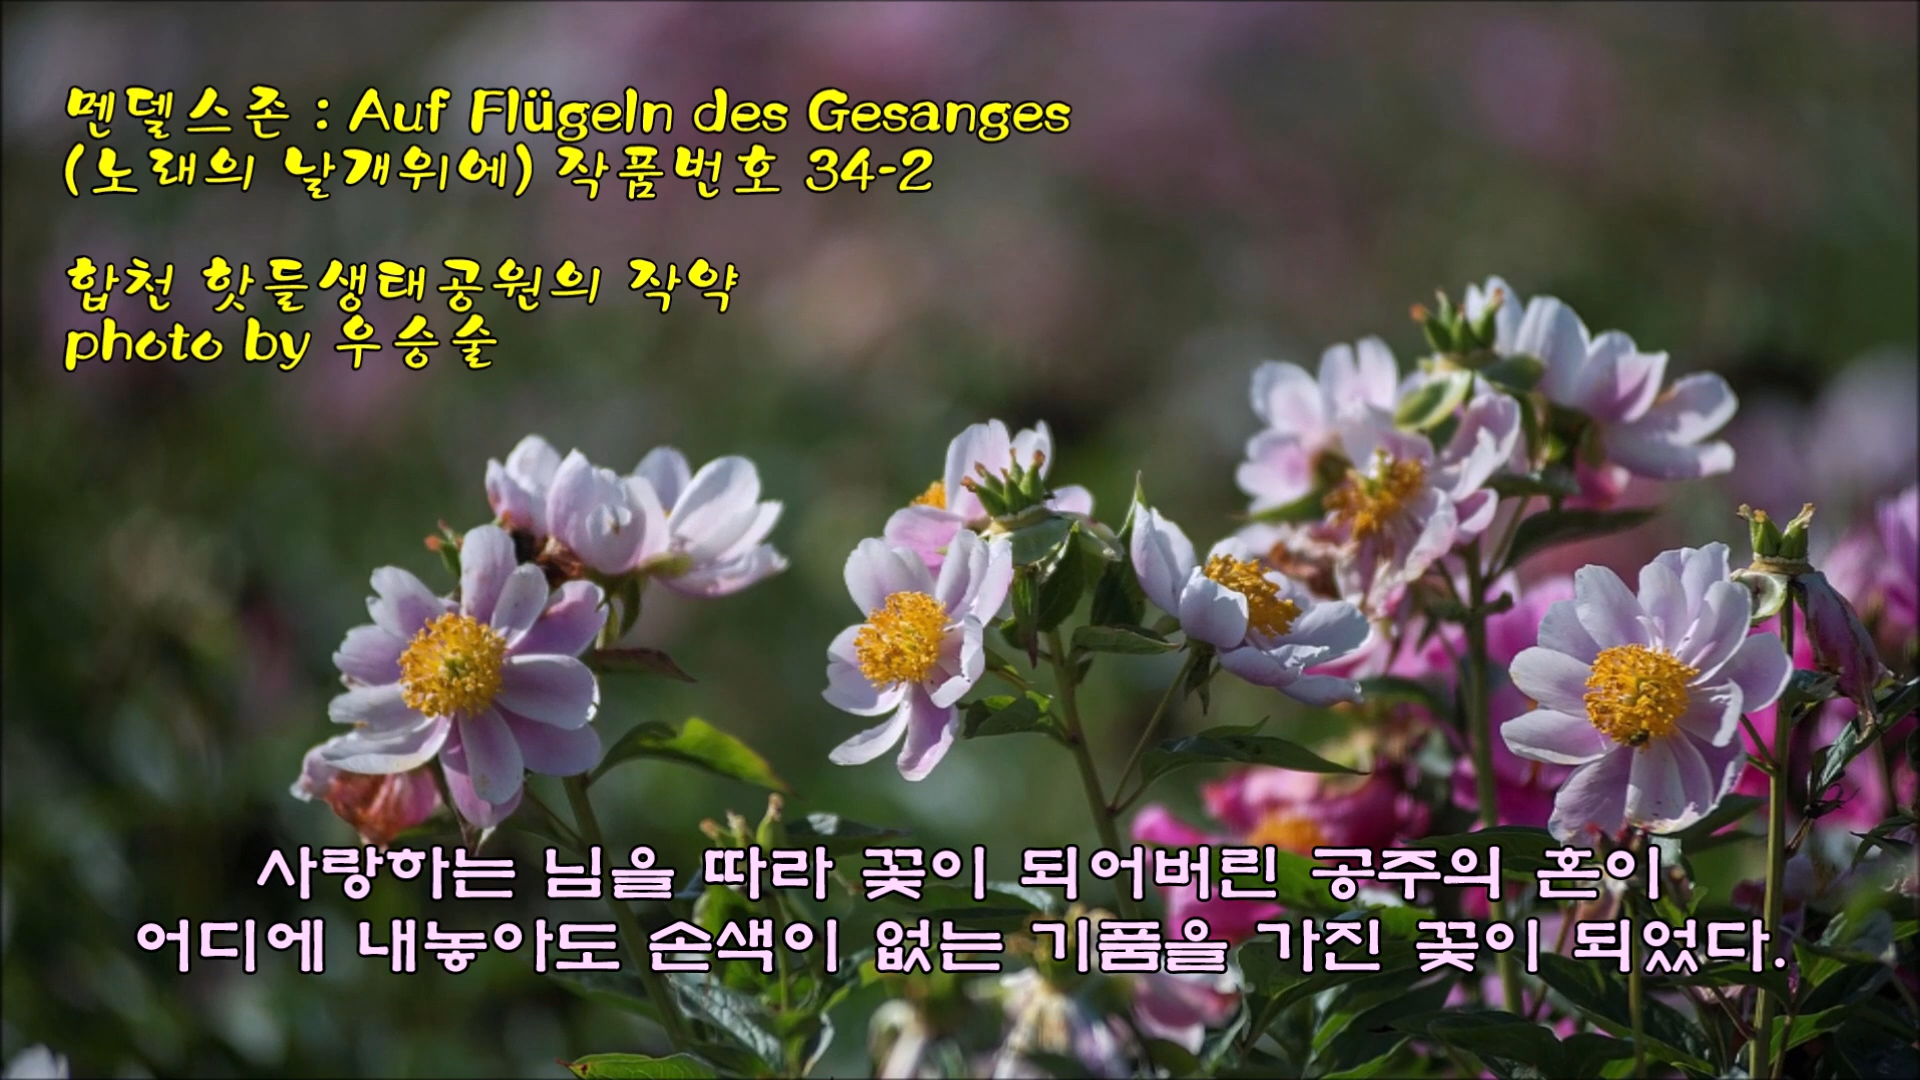 멘델스존 : Auf Flügeln des Gesanges
(노래의 날개위에) 작품번호 34-2
합천 핫들생태공원의 작약
photo by 우승술
사랑하는 님을 따라 꽃이 되어버린 공주의 혼이
어디에 내놓아도 손색이 없는 기품을 가진 꽃이 되었다.